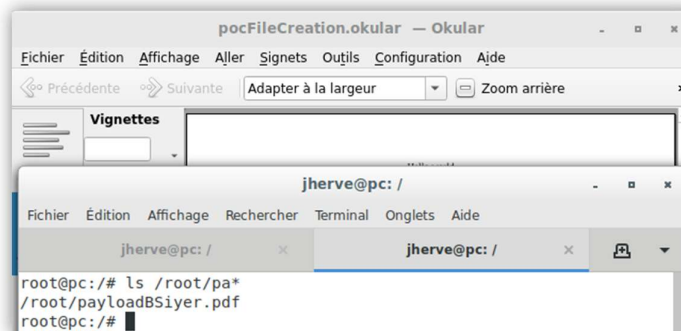 pocFileCreation.okular — Okular
Fichier Édition Affichage Aller Signets Outils Configuration Aide
Précédente Suivante Adapter à la largeur Zoom arrière
Vignettes
jherve@pc: /
Fichier Édition Affichage Rechercher Terminal Onglets Aide
jherve@pc: / jherve@pc: /
root@pc:/# ls /root/pa*
/root/payloadBSiyer.pdf
root@pc:/#